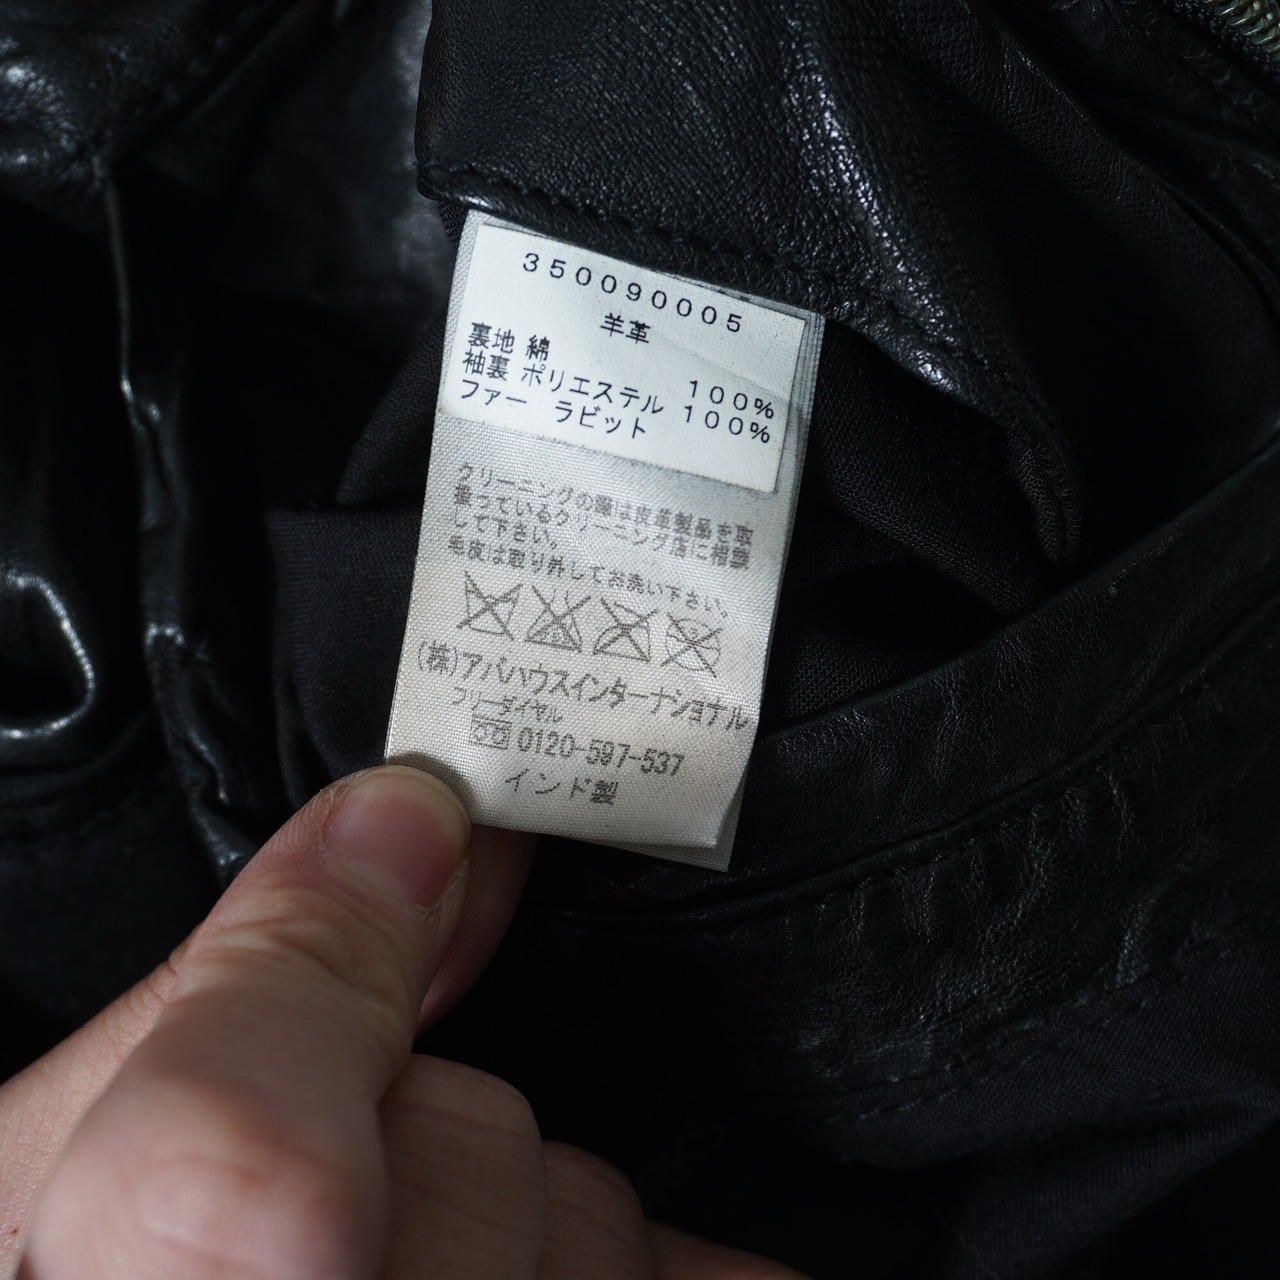 350090005
羊革
裏地 綿 100%
袖裏 ポリエステル 100%
ファー ラビット
クリーニングの際は皮革製品を取
扱っているクリーニング店に相談
して下さい。
毛皮は取り外してお洗い下さい。
(株)アバハウスインターナショナル
フリーダイヤル
0120-597-537
インド製